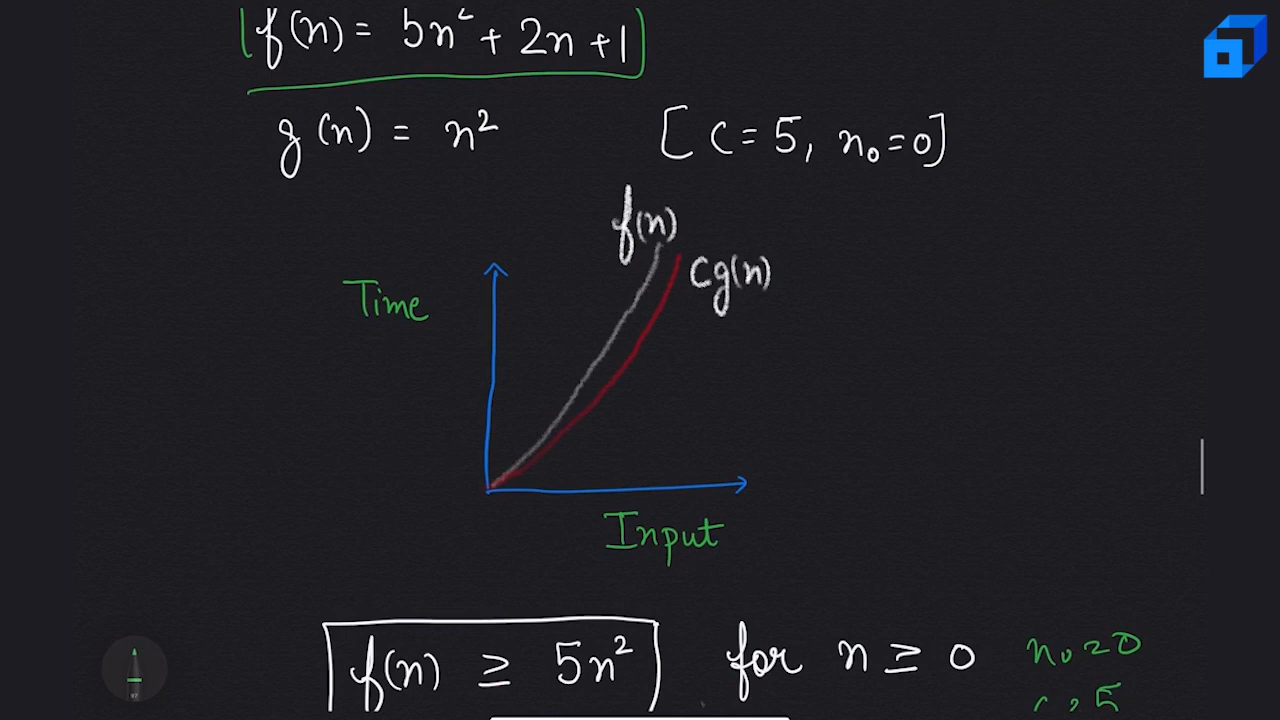 f(n) = 5n² + 2n + 1
g(n) = n² [C = 5, n₀ = 0]
f(n)
Cg(n)
Time
Input
f(n) ≥ 5n² for n ≥ 0 n₀ = 0